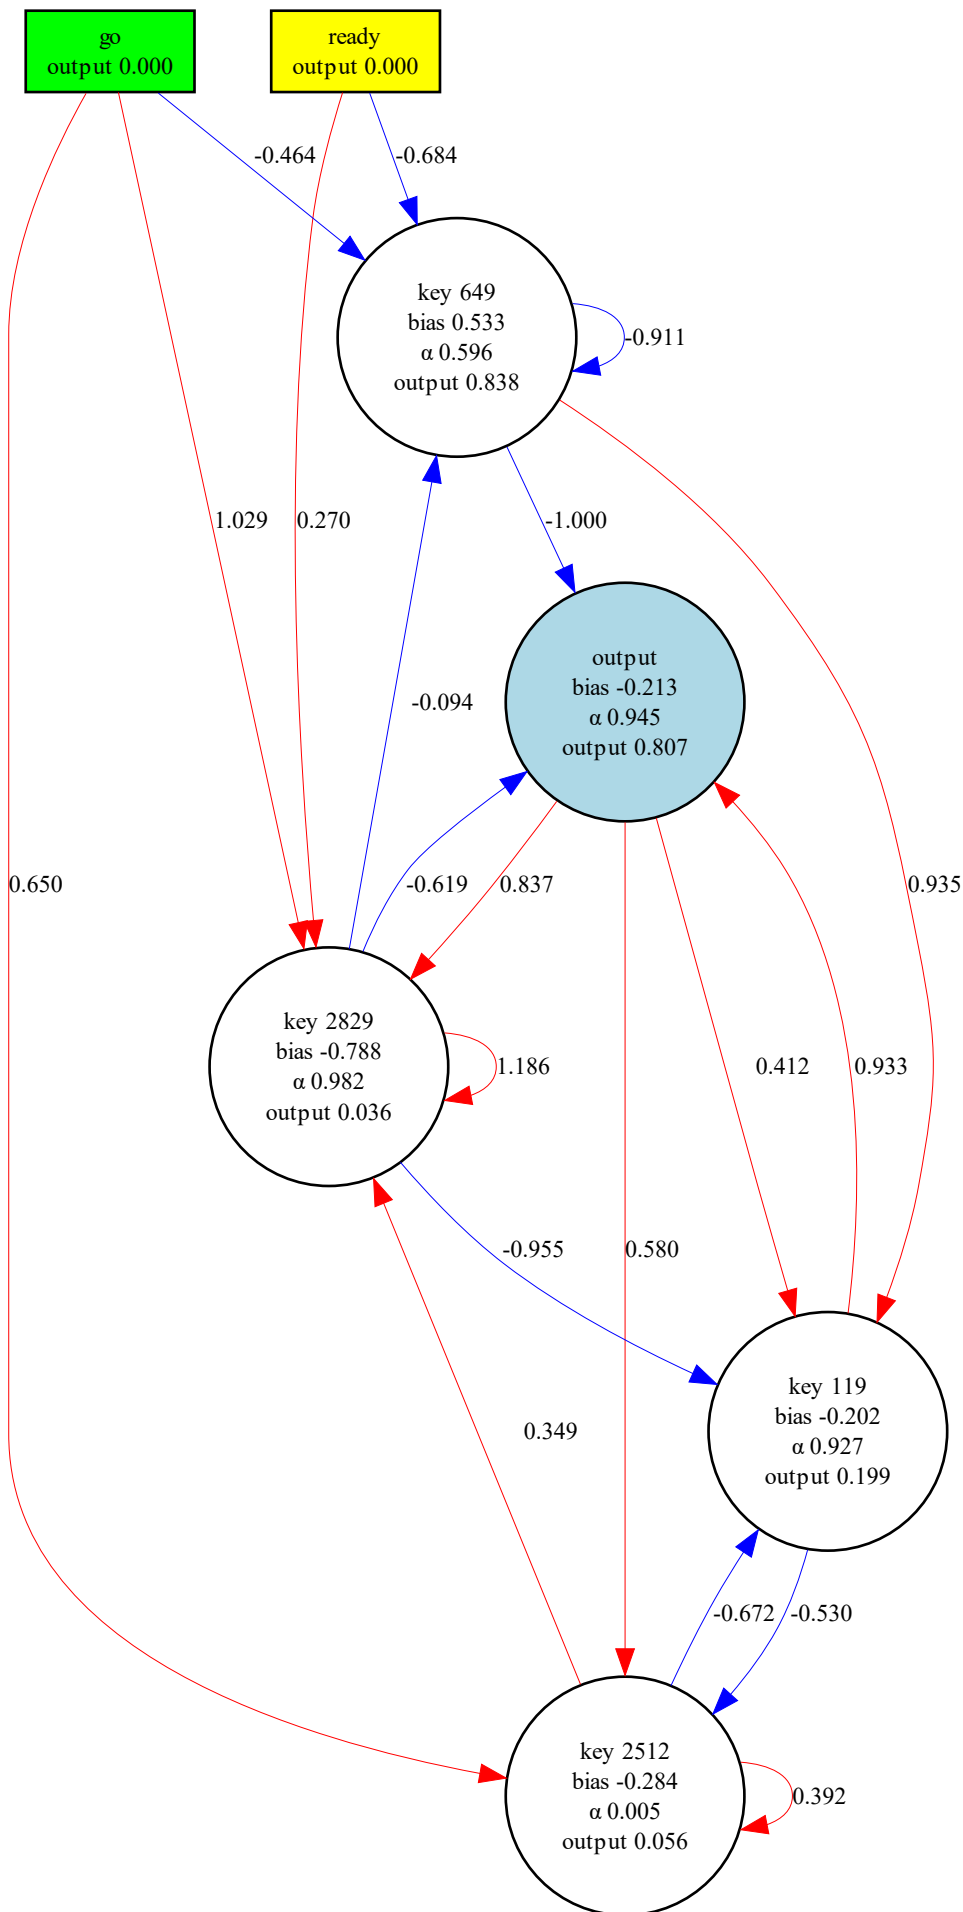 go
output 0.000
ready
output 0.000
-0.464
-0.684
key 649
bias 0.533
α 0.596
output 0.838
-0.911
1.029
0.270
-1.000
output
bias -0.213
α 0.945
output 0.807
-0.094
0.650
-0.619
0.837
0.935
key 2829
bias -0.788
α 0.982
output 0.036
1.186
0.412
0.933
-0.955
0.580
key 119
bias -0.202
α 0.927
output 0.199
0.349
-0.672
-0.530
key 2512
bias -0.284
α 0.005
output 0.056
0.392